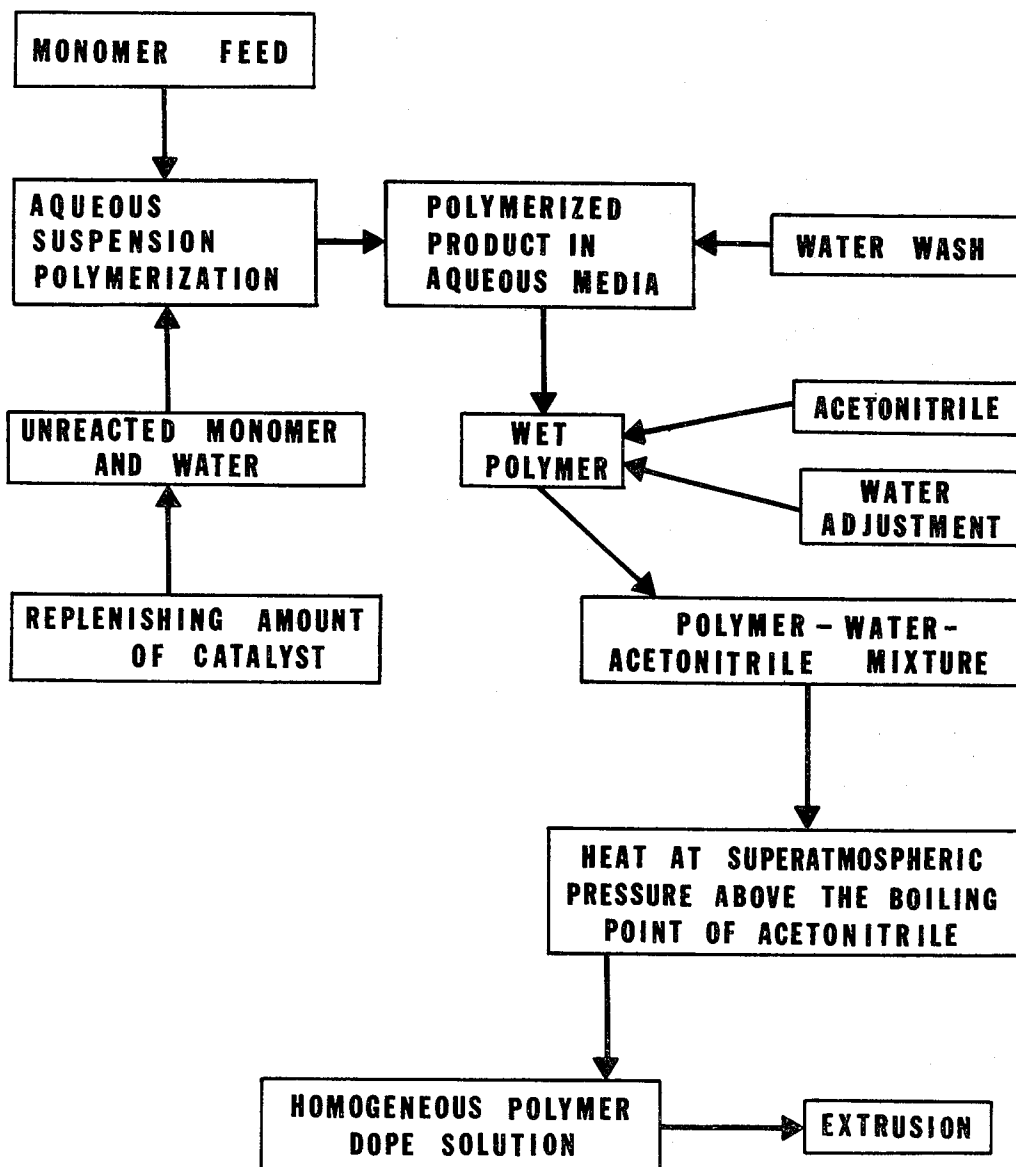 MONOMER FEED
AQUEOUS
SUSPENSION
POLYMERIZATION
POLYMERIZED
PRODUCT IN
AQUEOUS MEDIA
WATER WASH
UNREACTED MONOMER
AND WATER
WET
POLYMER
ACETONITRILE
WATER
ADJUSTMENT
REPLENISHING AMOUNT
OF CATALYST
POLYMER-WATER-
ACETONITRILE MIXTURE
HEAT AT SUPERATMOSPHERIC
PRESSURE ABOVE THE BOILING
POINT OF ACETONITRILE
HOMOGENEOUS POLYMER
DOPE SOLUTION
EXTRUSION